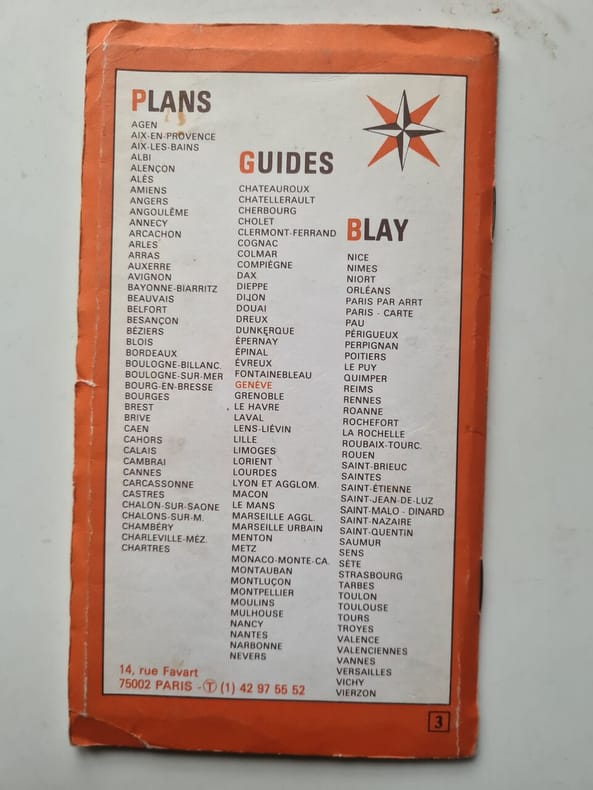 PLANS
AGEN
AIX-EN-PROVENCE
AIX-LES-BAINS
ALBI
ALENÇON
ALÈS
AMIENS
ANGERS
ANGOULÊME
ANNECY
ARCACHON
ARLES
ARRAS
AUXERRE
AVIGNON
BAYONNE-BIARRITZ
BEAUVAIS
BELFORT
BESANÇON
BÉZIERS
BLOIS
BORDEAUX
BOULOGNE-BILLANC.
BOULOGNE-SUR-MER
BOURG-EN-BRESSE
BOURGES
BREST
BRIVE
CAEN
CAHORS
CALAIS
CAMBRAI
CANNES
CARCASSONNE
CASTRES
CHALON-SUR-SAONE
CHALONS-SUR-M.
CHAMBÉRY
CHARLEVILLE-MÉZ.
CHARTRES
GUIDES
CHATEAUROUX
CHATELLERAULT
CHERBOURG
CHOLET
CLERMONT-FERRAND
COGNAC
COLMAR
COMPIÈGNE
DAX
DIEPPE
DIJON
DOUAI
DREUX
DUNKERQUE
ÉPERNAY
ÉPINAL
ÉVREUX
FONTAINEBLEAU
GENÈVE
GRENOBLE
LE HAVRE
LAVAL
LENS-LIÉVIN
LILLE
LIMOGES
LORIENT
LOURDES
LYON ET AGGLOM.
MACON
LE MANS
MARSEILLE AGGL.
MARSEILLE URBAIN
MENTON
METZ
MONACO-MONTE-CA.
MONTAUBAN
MONTLUÇON
MONTPELLIER
MOULINS
MULHOUSE
NANCY
NANTES
NARBONNE
NEVERS
BLAY
NICE
NIMES
NIORT
ORLÉANS
PARIS PAR ARRT
PARIS - CARTE
PAU
PÉRIGUEUX
PERPIGNAN
POITIERS
LE PUY
QUIMPER
REIMS
RENNES
ROANNE
ROCHEFORT
LA ROCHELLE
ROUBAIX-TOURC.
ROUEN
SAINT-BRIEUC
SAINTES
SAINT-ÉTIENNE
SAINT-JEAN-DE-LUZ
SAINT-MALO - DINARD
SAINT-NAZAIRE
SAINT-QUENTIN
SAUMUR
SENS
SÈTE
STRASBOURG
TARBES
TOULON
TOULOUSE
TOURS
TROYES
VALENCE
VALENCIENNES
VANNES
VERSAILLES
VICHY
VIERZON
14, rue Favart
75002 PARIS - Ⓣ (1) 42 97 55 52
3